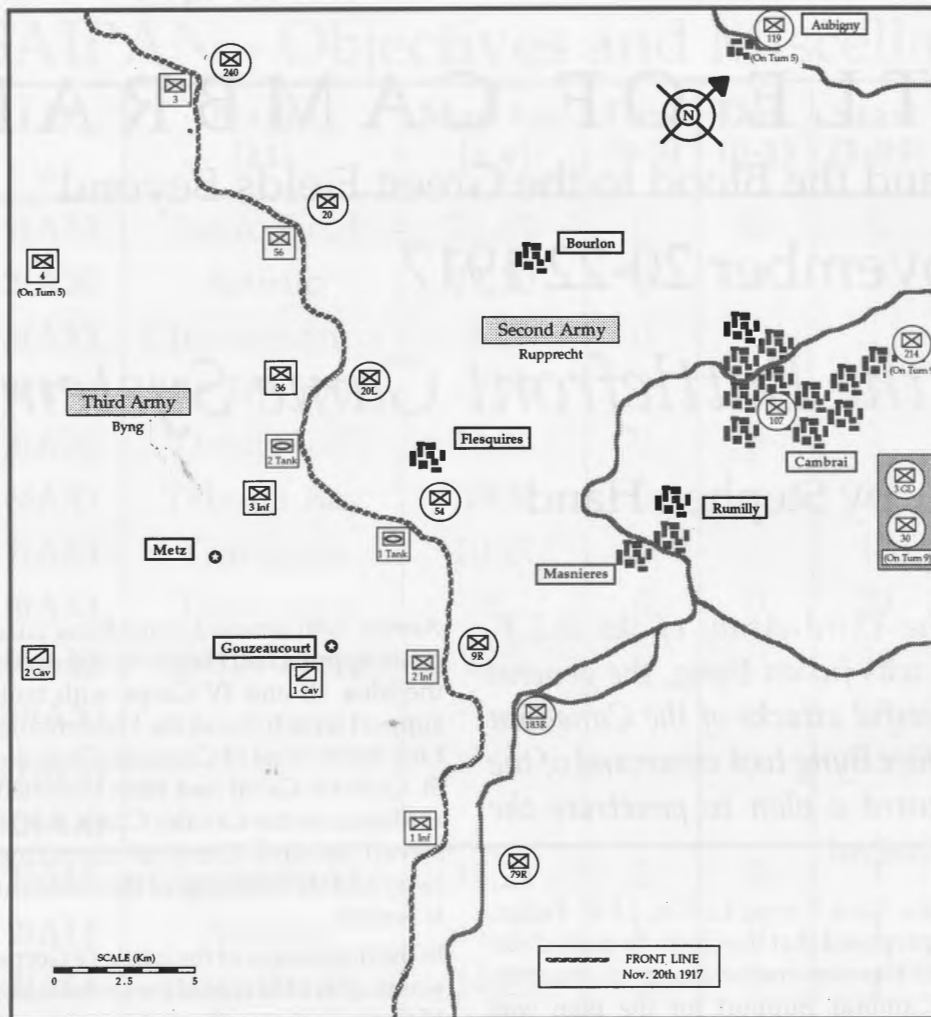 119
Aubigny
(On Turn 5)
240
3
N
20
56
Bourlon
4
(On Turn 5)
Second Army
Rupprecht
214
(On Turn 9
36
20L
Third Army
Byng
107
Flesquires
2 Tank
Cambrai
54
3 Inf
Rumilly
3 GD
30
(On Turn 9)
1 Tank
Metz
Masnieres
Gouzeaucourt
9R
2 Cav
1 Cav
2 Inf
183R
1 Inf
79R
SCALE (Km)
0
2.5
5
FRONT LINE
Nov. 20th 1917